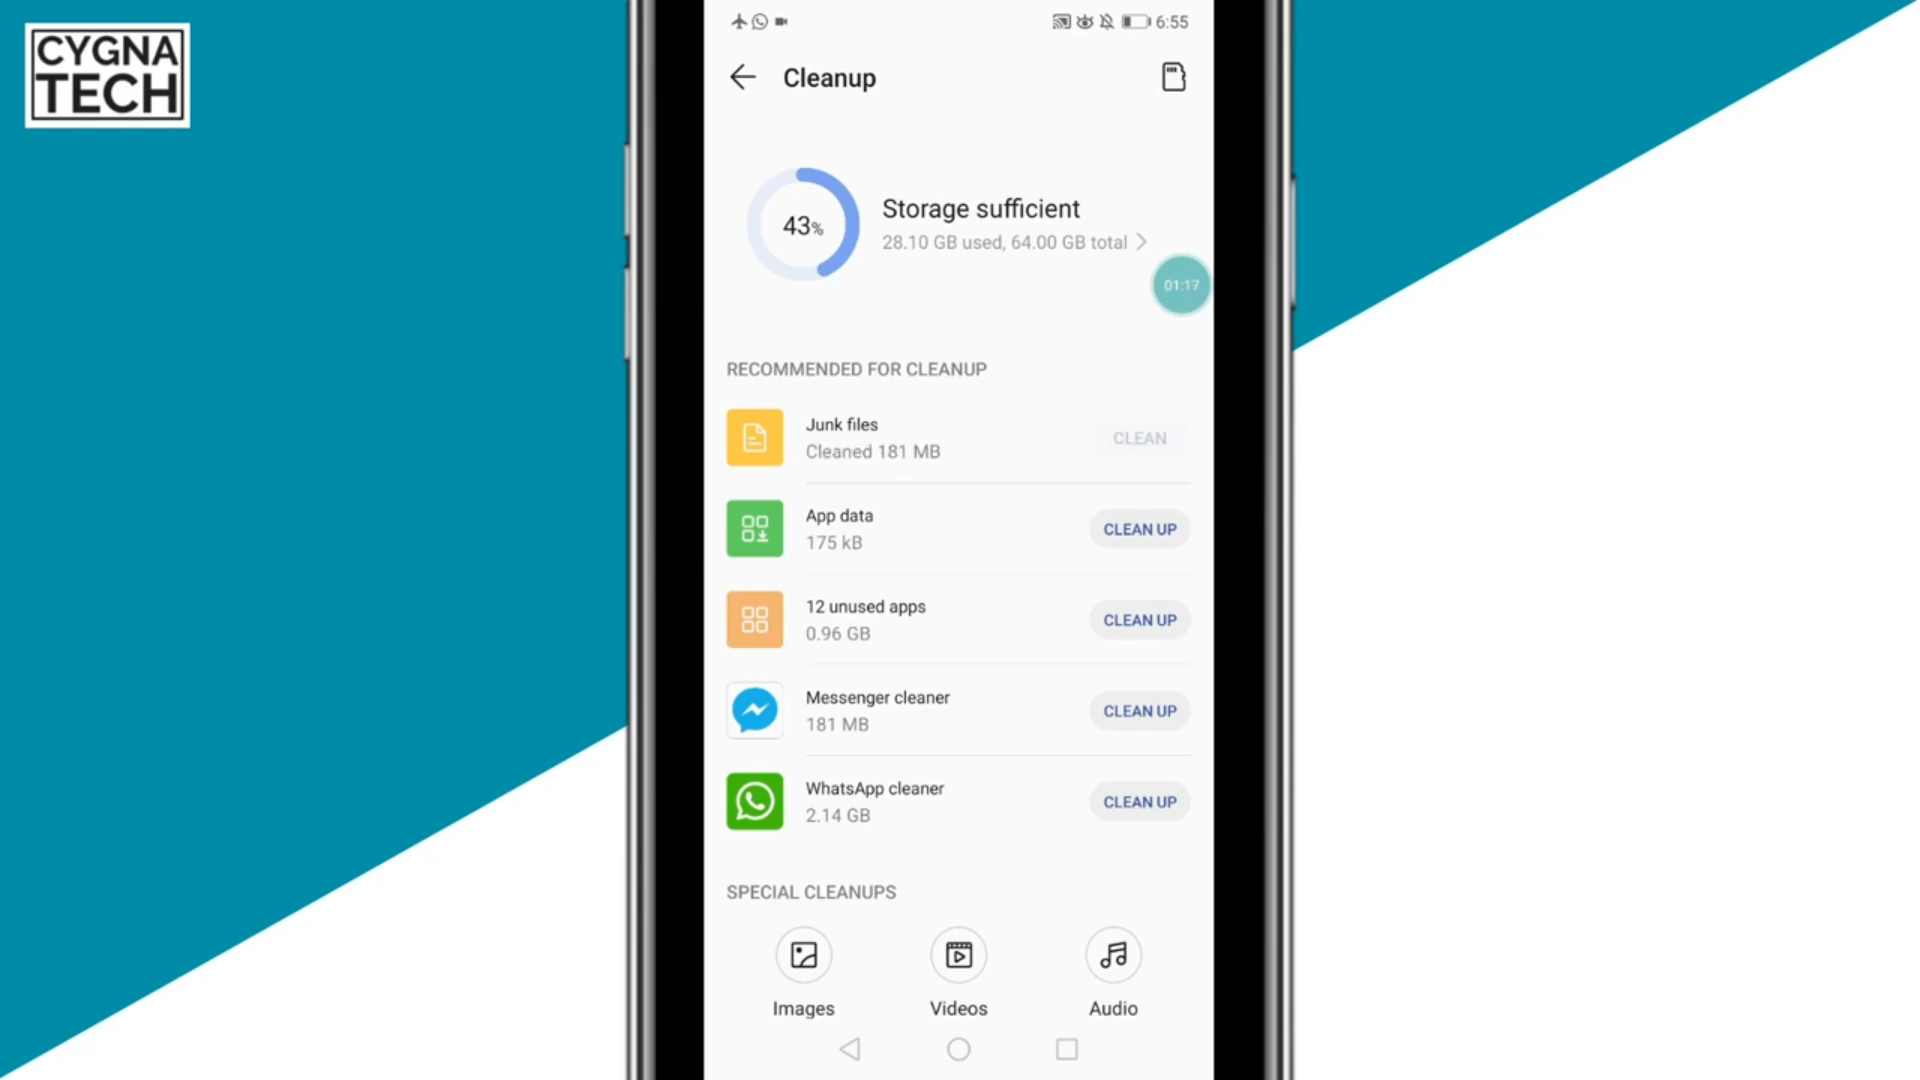 CYGNA
TECH
6:55
Cleanup
43%
Storage sufficient
28.10 GB used, 64.00 GB total
01:17
RECOMMENDED FOR CLEANUP
Junk files
Cleaned 181 MB
CLEAN
App data
175 kB
CLEAN UP
12 unused apps
0.96 GB
CLEAN UP
Messenger cleaner
181 MB
CLEAN UP
WhatsApp cleaner
2.14 GB
CLEAN UP
SPECIAL CLEANUPS
Images
Videos
Audio